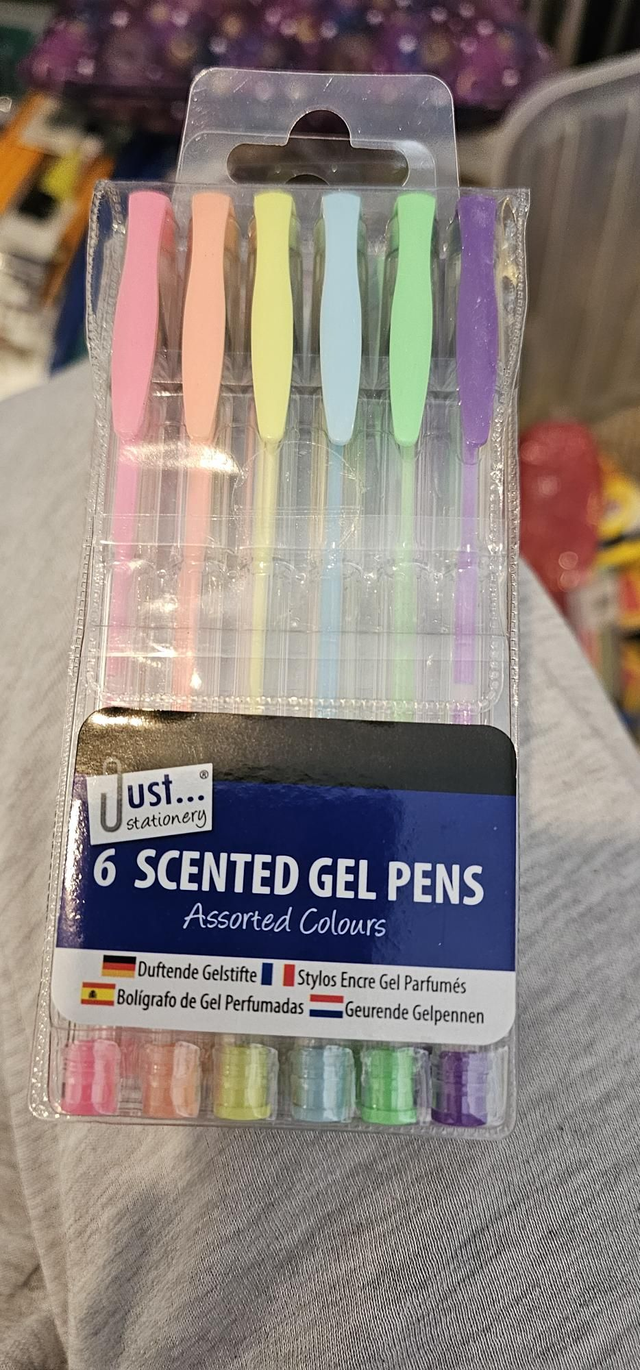 Just... ®
stationery
6 SCENTED GEL PENS
Assorted Colours
Duftende Gelstifte Stylos Encre Gel Parfumés
Bolígrafo de Gel Perfumadas Geurende Gelpennen